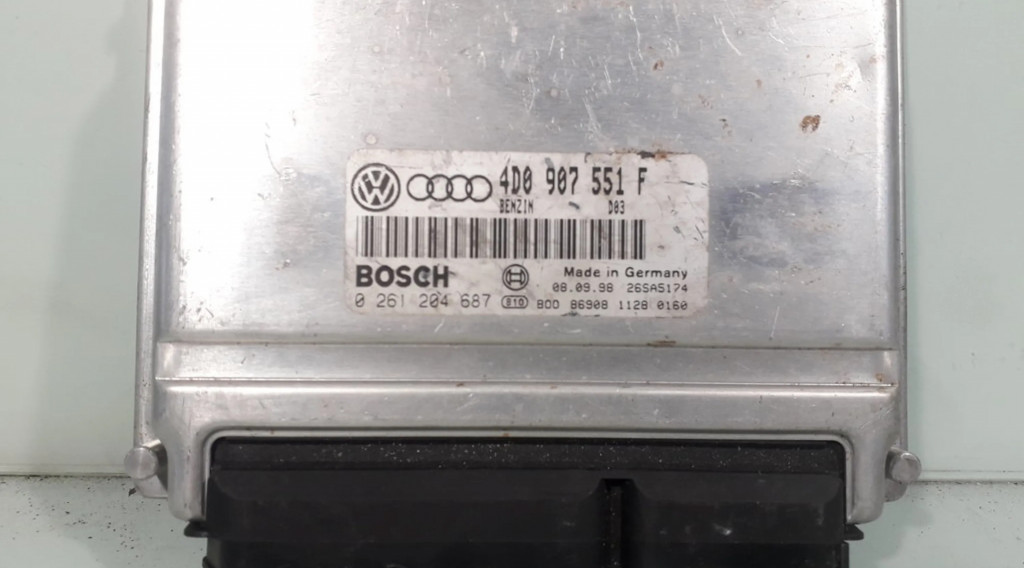 4D0 907 551 F
BENZIN D03
BOSCH Made in Germany
08.09.98 26SA5174
0 261 204 687 810 BDD 86908 1128 0160